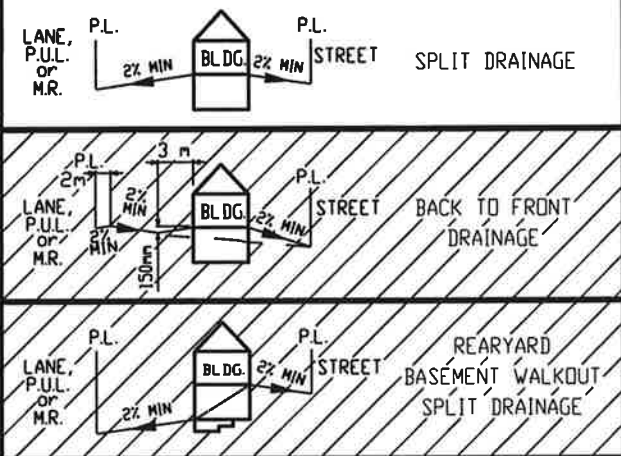 P.L.
P.L.
LANE,
P.U.L.
or
M.R.
2% MIN
BLDG.
2% MIN
STREET
SPLIT DRAINAGE
P.L.
2m
3 m
P.L.
LANE,
P.U.L.
or
M.R.
2% MIN
2% MIN
150mm
BLDG.
2% MIN
STREET
BACK TO FRONT
DRAINAGE
P.L.
P.L.
LANE,
P.U.L.
or
M.R.
2% MIN
BLDG.
2% MIN
STREET
REARYARD
BASEMENT WALKOUT
SPLIT DRAINAGE